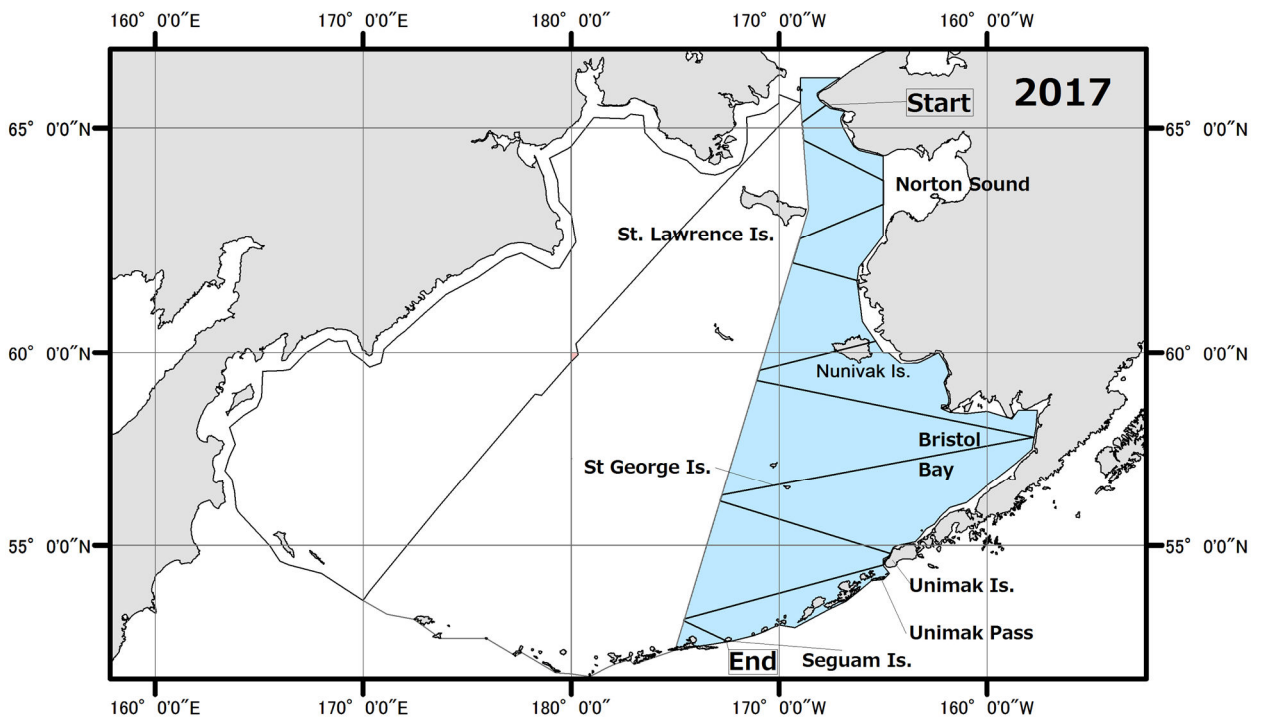 160° 0'0"E 170° 0'0"E 180° 0'0" 170° 0'0"W 160° 0'0"W
2017
Start
65° 0'0"N 65° 0'0"N
Norton Sound
St. Lawrence Is.
60° 0'0"N 60° 0'0"N
Nunivak Is.
Bristol
Bay
St George Is.
55° 0'0"N 55° 0'0"N
Unimak Is.
Unimak Pass
End
Seguam Is.
160° 0'0"E 170° 0'0"E 180° 0'0" 170° 0'0"W 160° 0'0"W